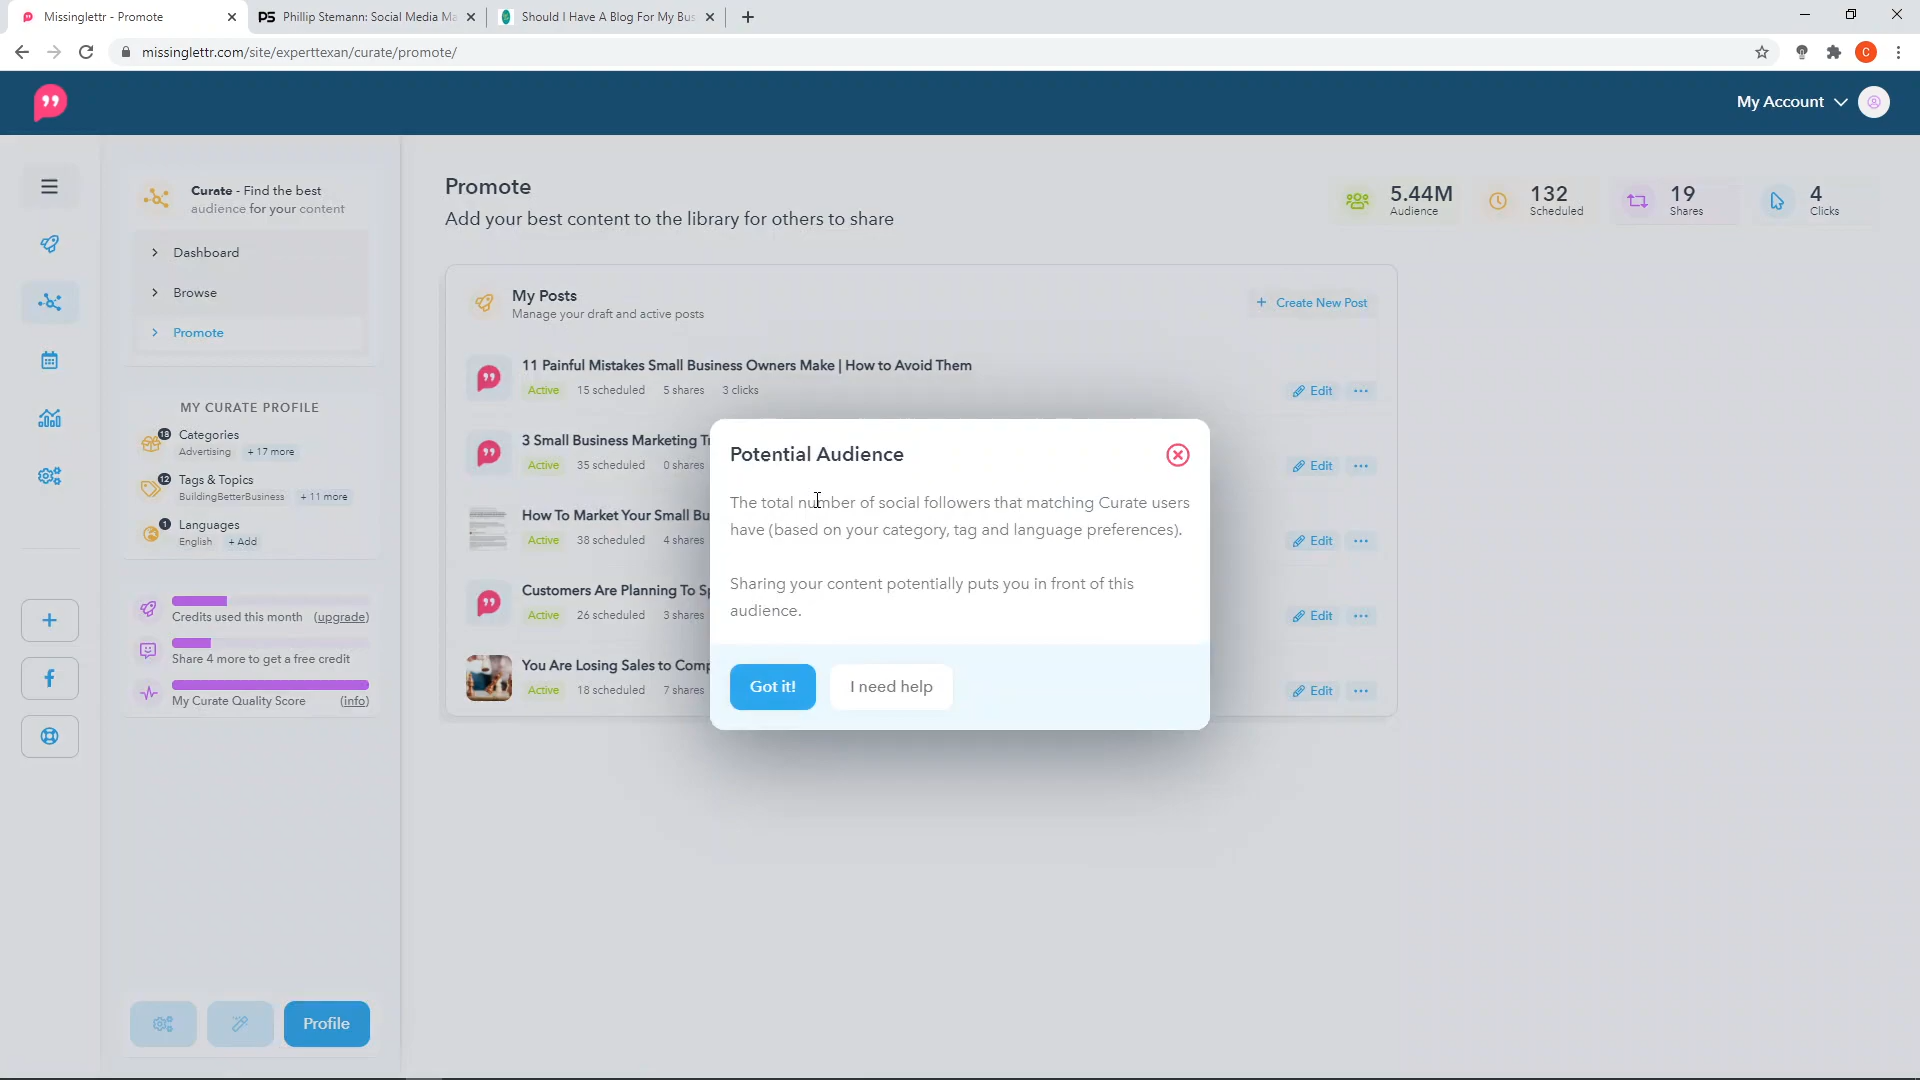 Missinglettr - Promote
Phillip Stemann: Social Media Ma
Should I Have A Blog For My Bus
missinglettr.com/site/experttexan/curate/promote/
C
My Account
Curate - Find the best
audience for your content
Dashboard
Browse
Promote
MY CURATE PROFILE
18
Categories
Advertising
+ 17 more
12
Tags & Topics
BuildingBetterBusiness
+ 11 more
1
Languages
English
+ Add
Credits used this month (upgrade)
Share 4 more to get a free credit
My Curate Quality Score (info)
Profile
Promote
Add your best content to the library for others to share
5.44M
Audience
132
Scheduled
19
Shares
4
Clicks
My Posts
Manage your draft and active posts
+ Create New Post
11 Painful Mistakes Small Business Owners Make | How to Avoid Them
Active 15 scheduled 5 shares 3 clicks
Edit
3 Small Business Marketing Tr
Active 35 scheduled 0 shares
Edit
How To Market Your Small Bu
Active 38 scheduled 4 shares
Edit
Customers Are Planning To Sp
Active 26 scheduled 3 shares
Edit
You Are Losing Sales to Comp
Active 18 scheduled 7 shares
Edit
Potential Audience
The total number of social followers that matching Curate users
have (based on your category, tag and language preferences).
Sharing your content potentially puts you in front of this
audience.
Got it!
I need help